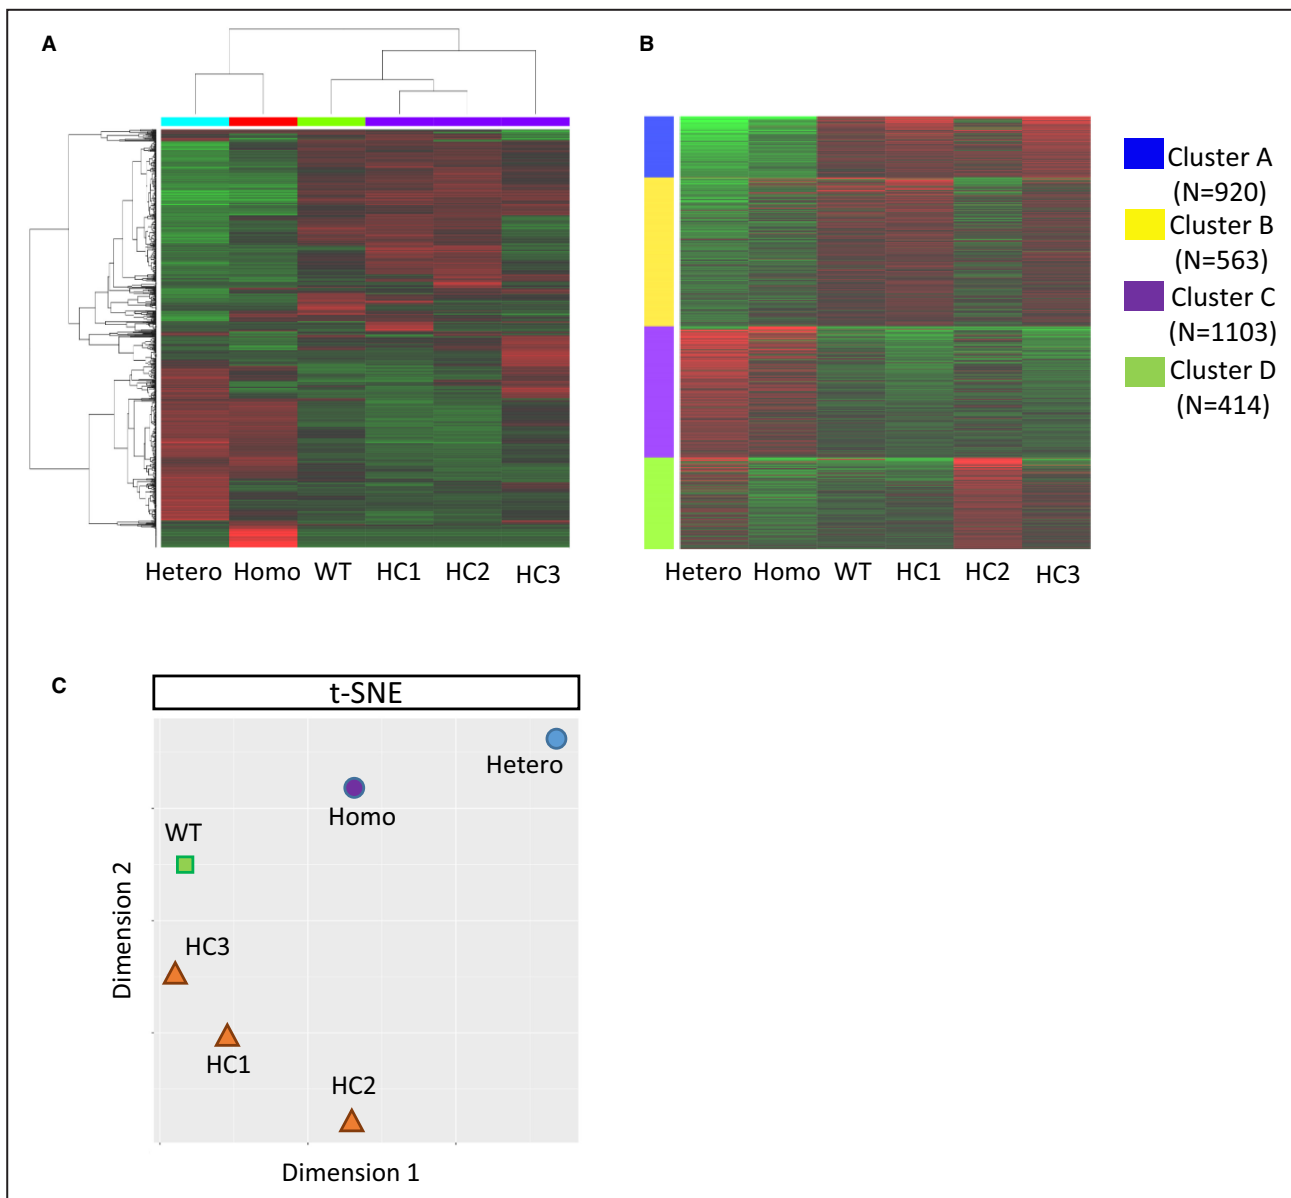 A
B
Hetero Homo WT HC1 HC2 HC3
Hetero Homo WT HC1 HC2 HC3
Cluster A
(N=920)
Cluster B
(N=563)
Cluster C
(N=1103)
Cluster D
(N=414)
C
t-SNE
Hetero
Homo
WT
HC3
HC1
HC2
Dimension 2
Dimension 1